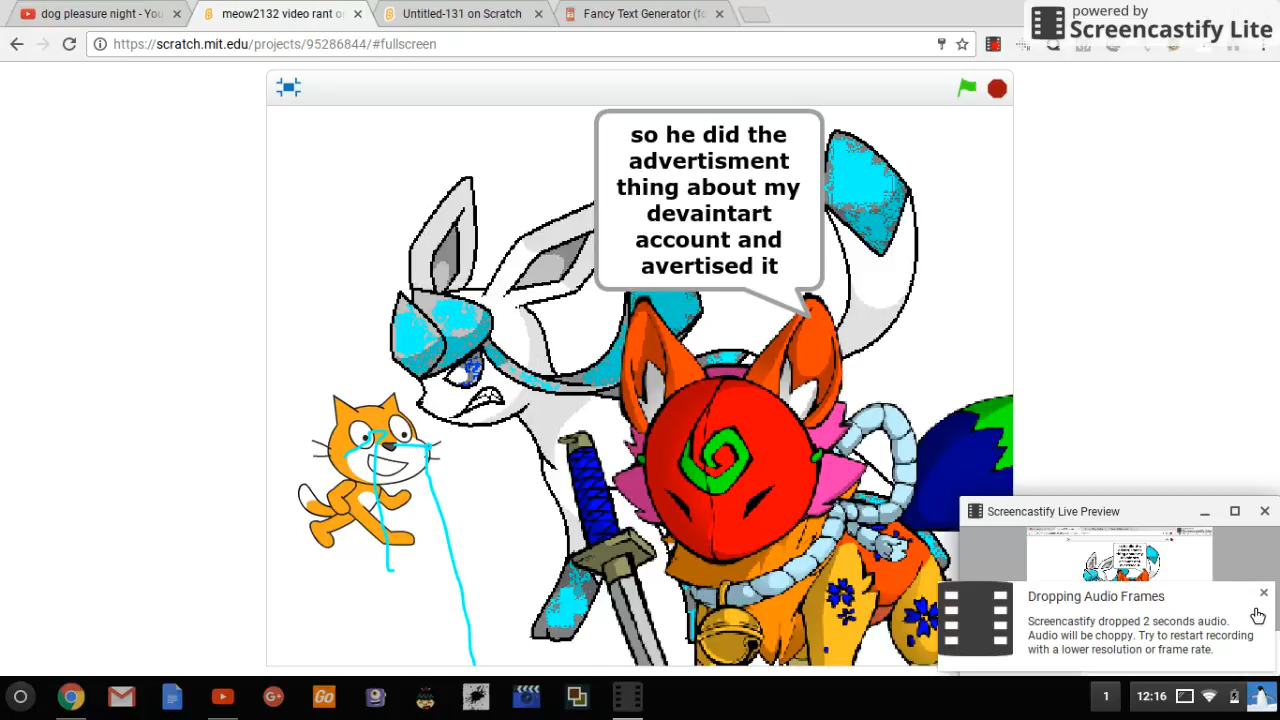 dog pleasure night - You
meow2132 video rant o
Untitled-131 on Scratch
Fancy Text Generator (fo
powered by
Screencastify Lite
https://scratch.mit.edu/projects/95286844/#fullscreen
so he did the
advertisment
thing about my
devaintart
account and
avertised it
Screencastify Live Preview
Dropping Audio Frames
Screencastify dropped 2 seconds audio.
Audio will be choppy. Try to restart recording
with a lower resolution or frame rate.
GO
1
12:16